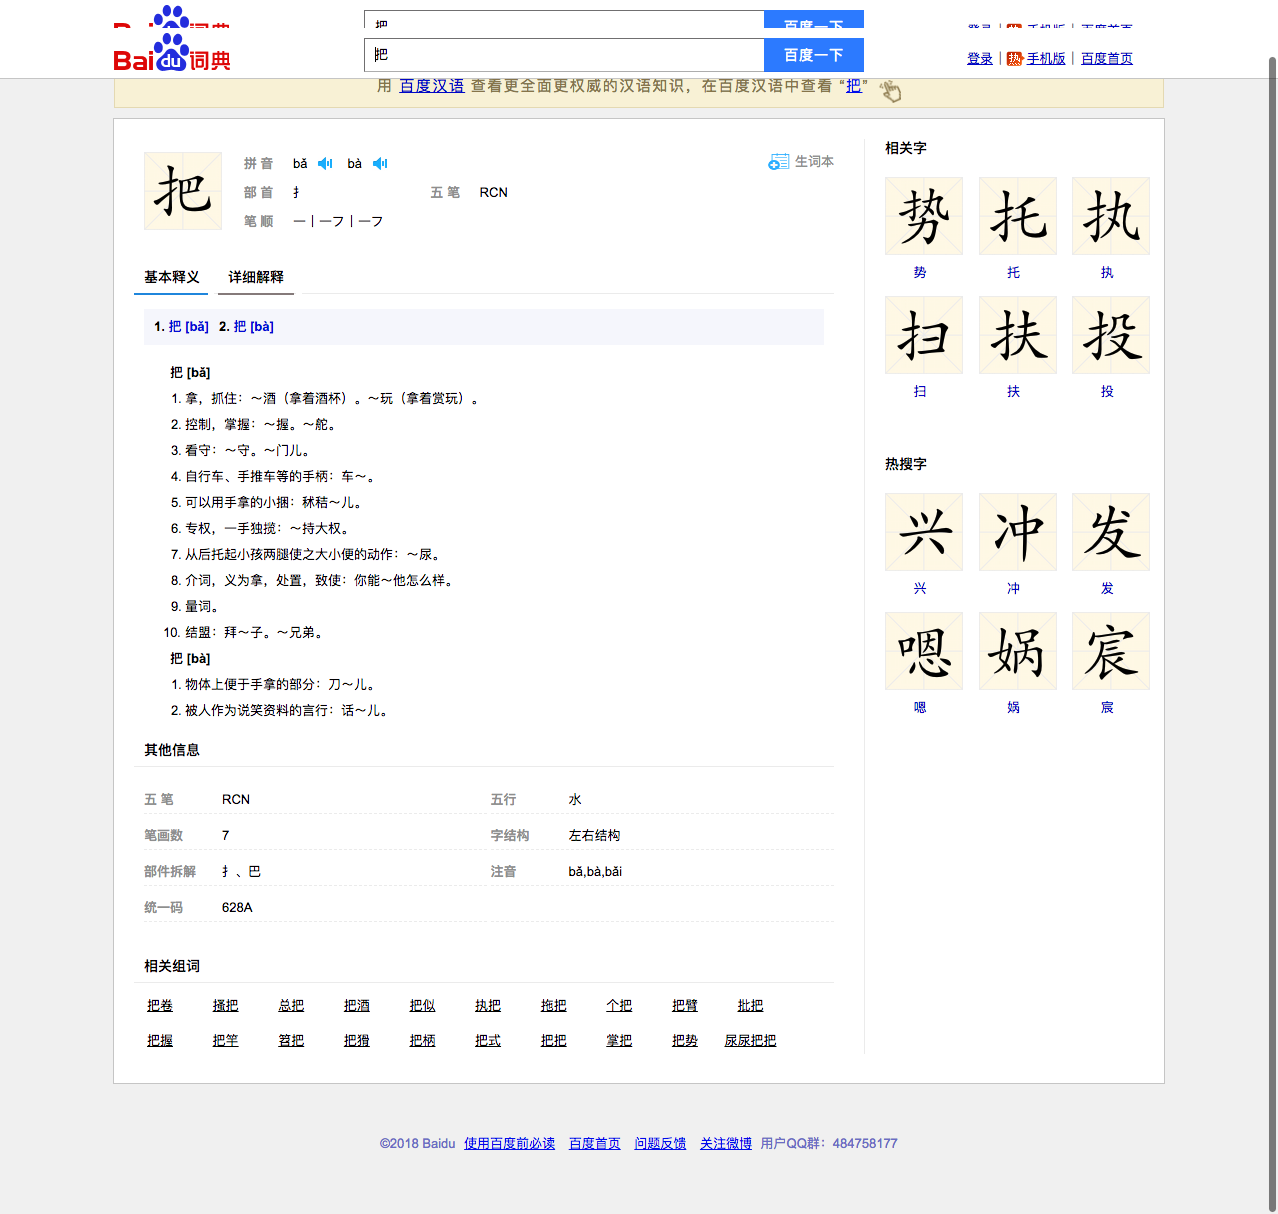 把
百度一下
Baidu词典
把
百度一下
登录 | 热 手机版 | 百度首页
用 百度汉语 查看更全面更权威的汉语知识，在百度汉语中查看 “把”
把
拼 音 bǎ bà
生词本
部 首 扌 五 笔 RCN
笔 顺 一丨一フ丨一フ
基本释义 详细解释
1. 把 [bǎ] 2. 把 [bà]
把 [bǎ]
1. 拿，抓住：～酒（拿着酒杯）。～玩（拿着赏玩）。
2. 控制，掌握：～握。～舵。
3. 看守：～守。～门儿。
4. 自行车、手推车等的手柄：车～。
5. 可以用手拿的小捆：秫秸～儿。
6. 专权，一手独揽：～持大权。
7. 从后托起小孩两腿使之大小便的动作：～尿。
8. 介词，义为拿，处置，致使：你能～他怎么样。
9. 量词。
10. 结盟：拜～子。～兄弟。
把 [bà]
1. 物体上便于手拿的部分：刀～儿。
2. 被人作为说笑资料的言行：话～儿。
其他信息
五 笔 RCN 五行 水
笔画数 7 字结构 左右结构
部件拆解 扌、巴 注音 bǎ,bà,bǎi
统一码 628A
相关组词
把卷 搔把 总把 把酒 把似 执把 拖把 个把 把臂 批把
把握 把竿 笤把 把猾 把柄 把式 把把 掌把 把势 尿尿把把
相关字
势 托 执
势 托 执
扫 扶 投
扫 扶 投
热搜字
兴 冲 发
兴 冲 发
嗯 娲 宸
嗯 娲 宸
©2018 Baidu 使用百度前必读 百度首页 问题反馈 关注微博 用户QQ群：484758177